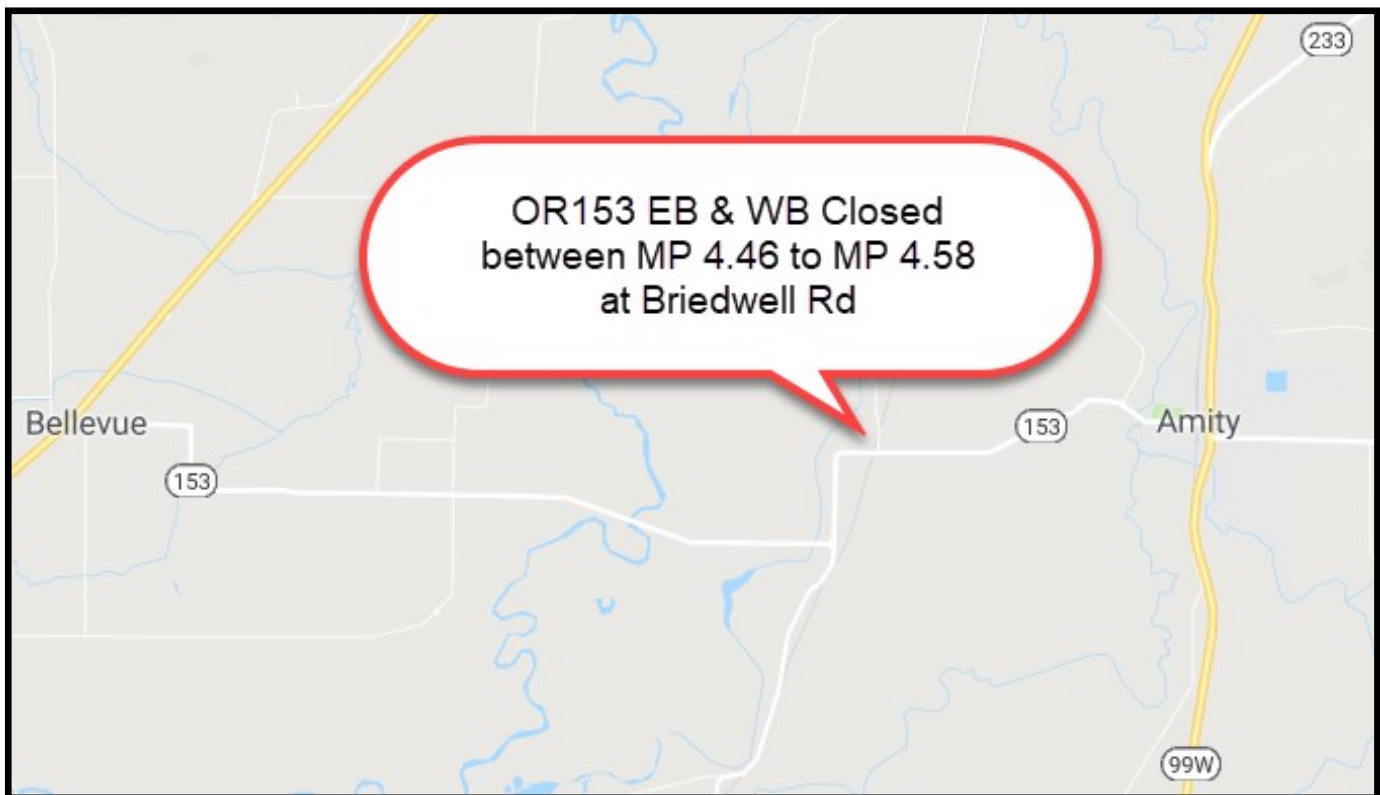 233
OR153 EB & WB Closed
between MP 4.46 to MP 4.58
at Briedwell Rd
Bellevue
153
Amity
153
99W